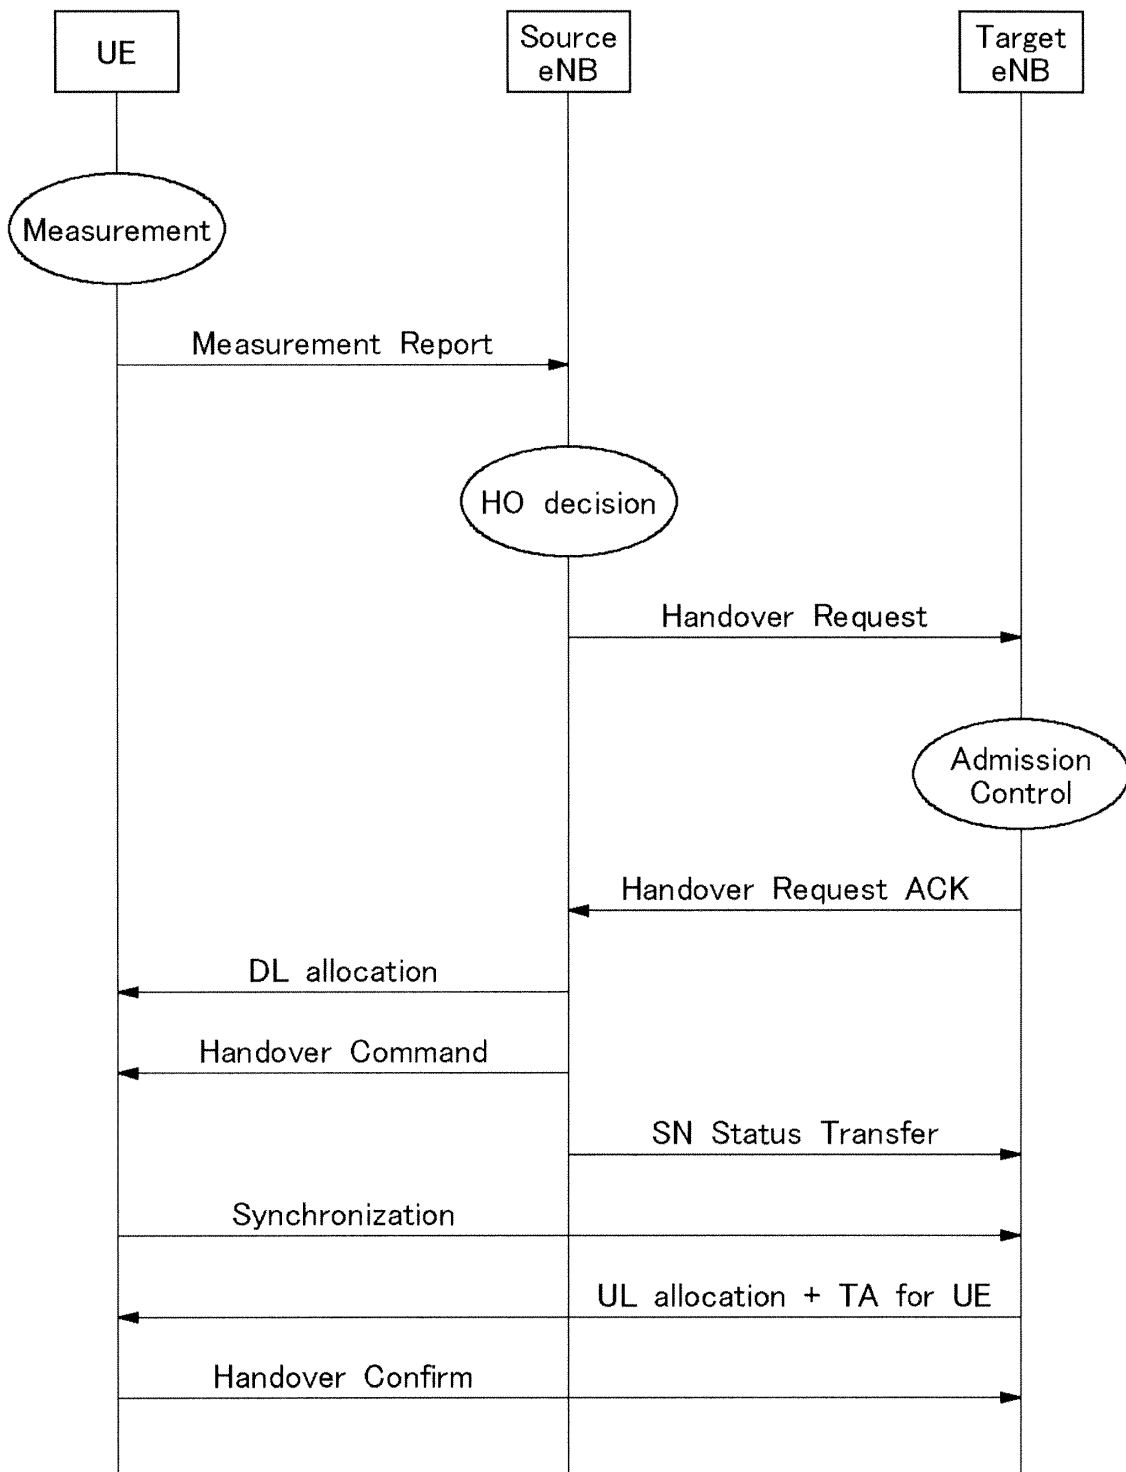 UE
Source
eNB
Target
eNB
Measurement
Measurement Report
HO decision
Handover Request
Admission
Control
Handover Request ACK
DL allocation
Handover Command
SN Status Transfer
Synchronization
UL allocation + TA for UE
Handover Confirm